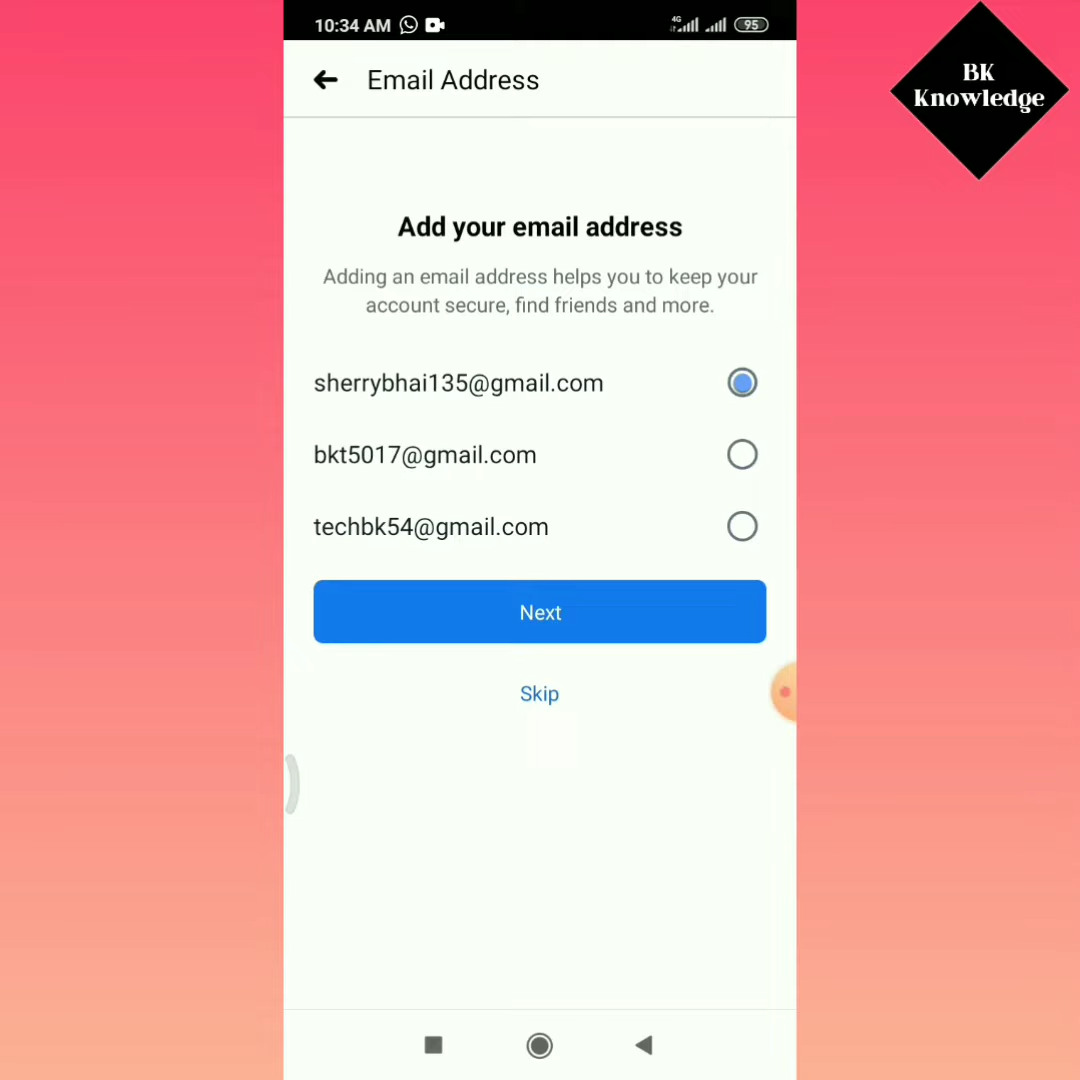 10:34 AM
4G
95
BK
Knowledge
Email Address
Add your email address
Adding an email address helps you to keep your
account secure, find friends and more.
sherrybhai135@gmail.com
bkt5017@gmail.com
techbk54@gmail.com
Next
Skip